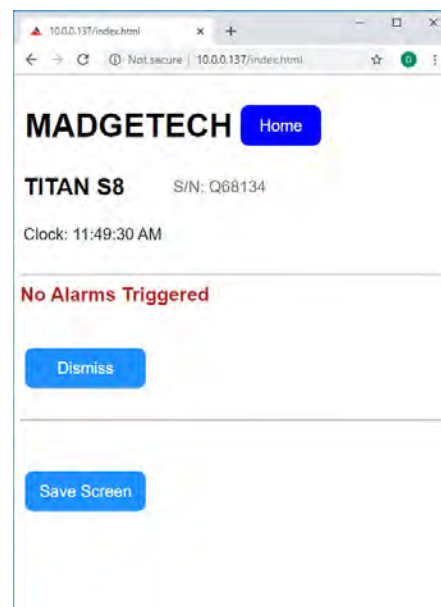 10.0.0.137/index.html
Not secure | 10.0.0.137/index.html
MADGETECH Home
TITAN S8 S/N: Q68134
Clock: 11:49:30 AM
No Alarms Triggered
Dismiss
Save Screen